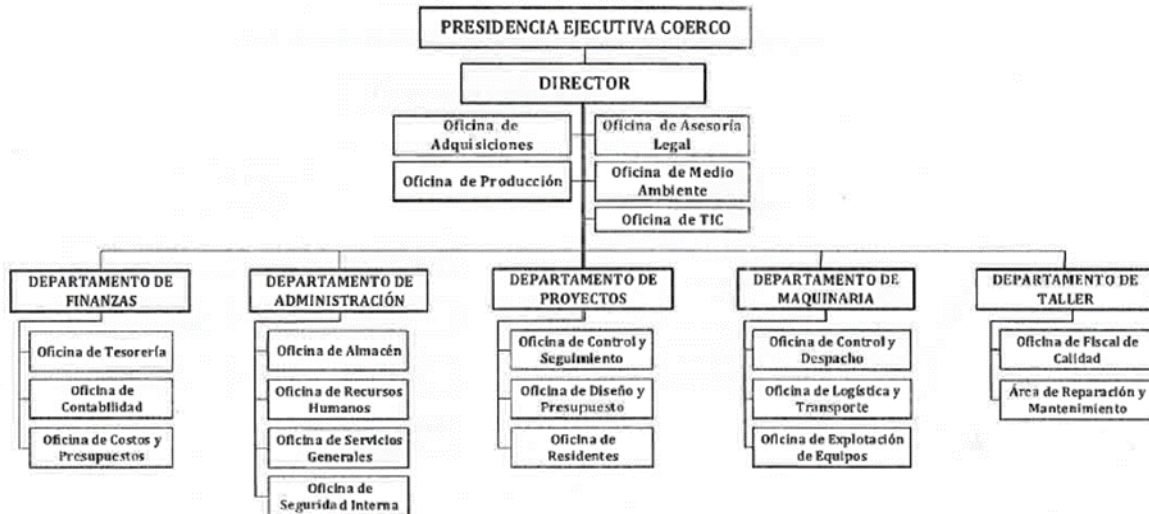 PRESIDENCIA EJECUTIVA COERCO
DIRECTOR
Oficina de
Adquisiciones
Oficina de Asesoría
Legal
Oficina de Producción
Oficina de Medio
Ambiente
Oficina de TIC
DEPARTAMENTO DE
FINANZAS
Oficina de Tesorería
Oficina de
Contabilidad
Oficina de Costos y
Presupuestos
DEPARTAMENTO DE
ADMINISTRACIÓN
Oficina de Almacén
Oficina de Recursos
Humanos
Oficina de Servicios
Generales
Oficina de
Seguridad Interna
DEPARTAMENTO DE
PROYECTOS
Oficina de Control y
Seguimiento
Oficina de Diseño y
Presupuesto
Oficina de
Residentes
DEPARTAMENTO DE
MAQUINARIA
Oficina de Control y
Despacho
Oficina de Logística y
Transporte
Oficina de Explotación
de Equipos
DEPARTAMENTO DE
TALLER
Oficina de Fiscal de
Calidad
Área de Reparación y
Mantenimiento